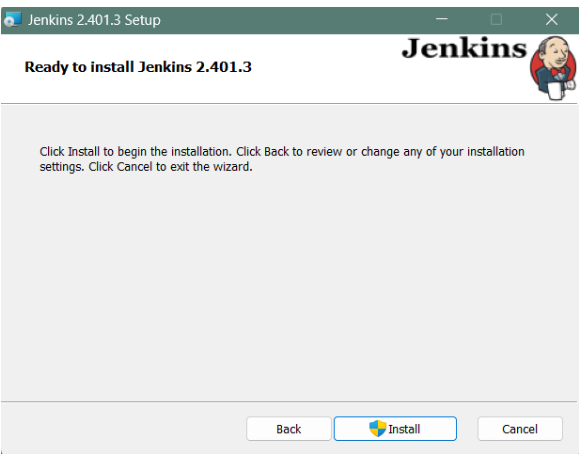 Jenkins 2.401.3 Setup
Jenkins
Ready to install Jenkins 2.401.3
Click Install to begin the installation. Click Back to review or change any of your installation
settings. Click Cancel to exit the wizard.
Back Install Cancel